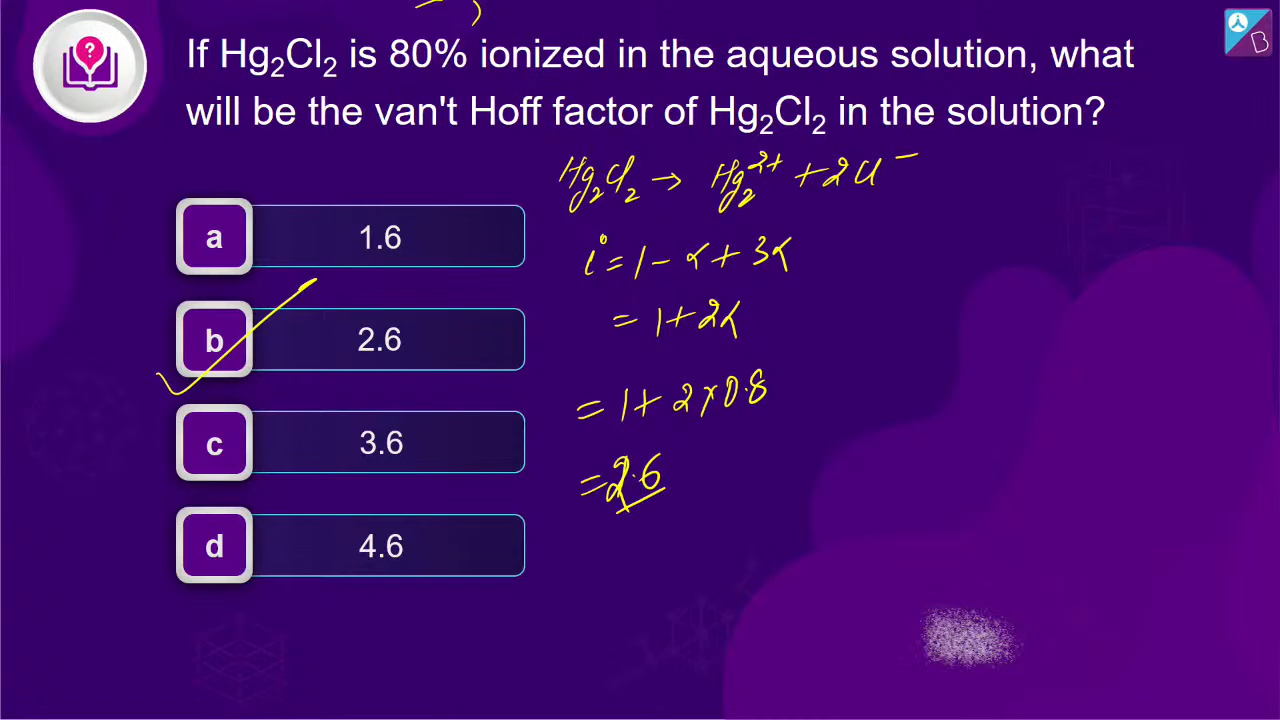 If Hg₂Cl₂ is 80% ionized in the aqueous solution, what
will be the van't Hoff factor of Hg₂Cl₂ in the solution?
a 1.6
b 2.6
c 3.6
d 4.6
Hg₂Cl₂ → Hg₂²⁺ + 2Cl⁻
i = 1 - α + 3α
= 1 + 2α
= 1 + 2 × 0.8
= 2.6
B